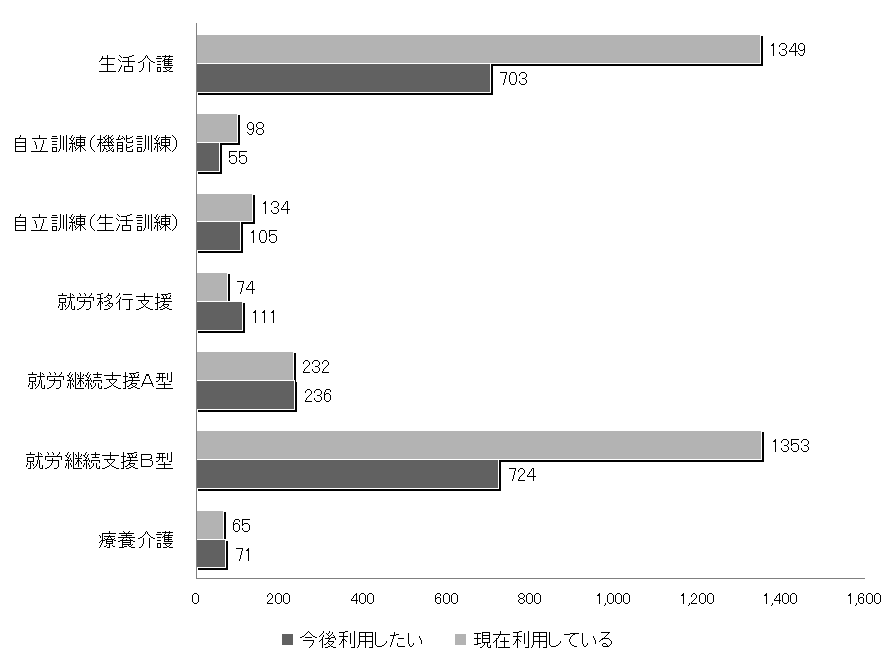 生活介護
1349
703
自立訓練(機能訓練)
98
55
自立訓練(生活訓練)
134
105
就労移行支援
74
111
就労継続支援A型
232
236
就労継続支援B型
1353
724
療養介護
65
71
0 200 400 600 800 1,000 1,200 1,400 1,600
今後利用したい 現在利用している